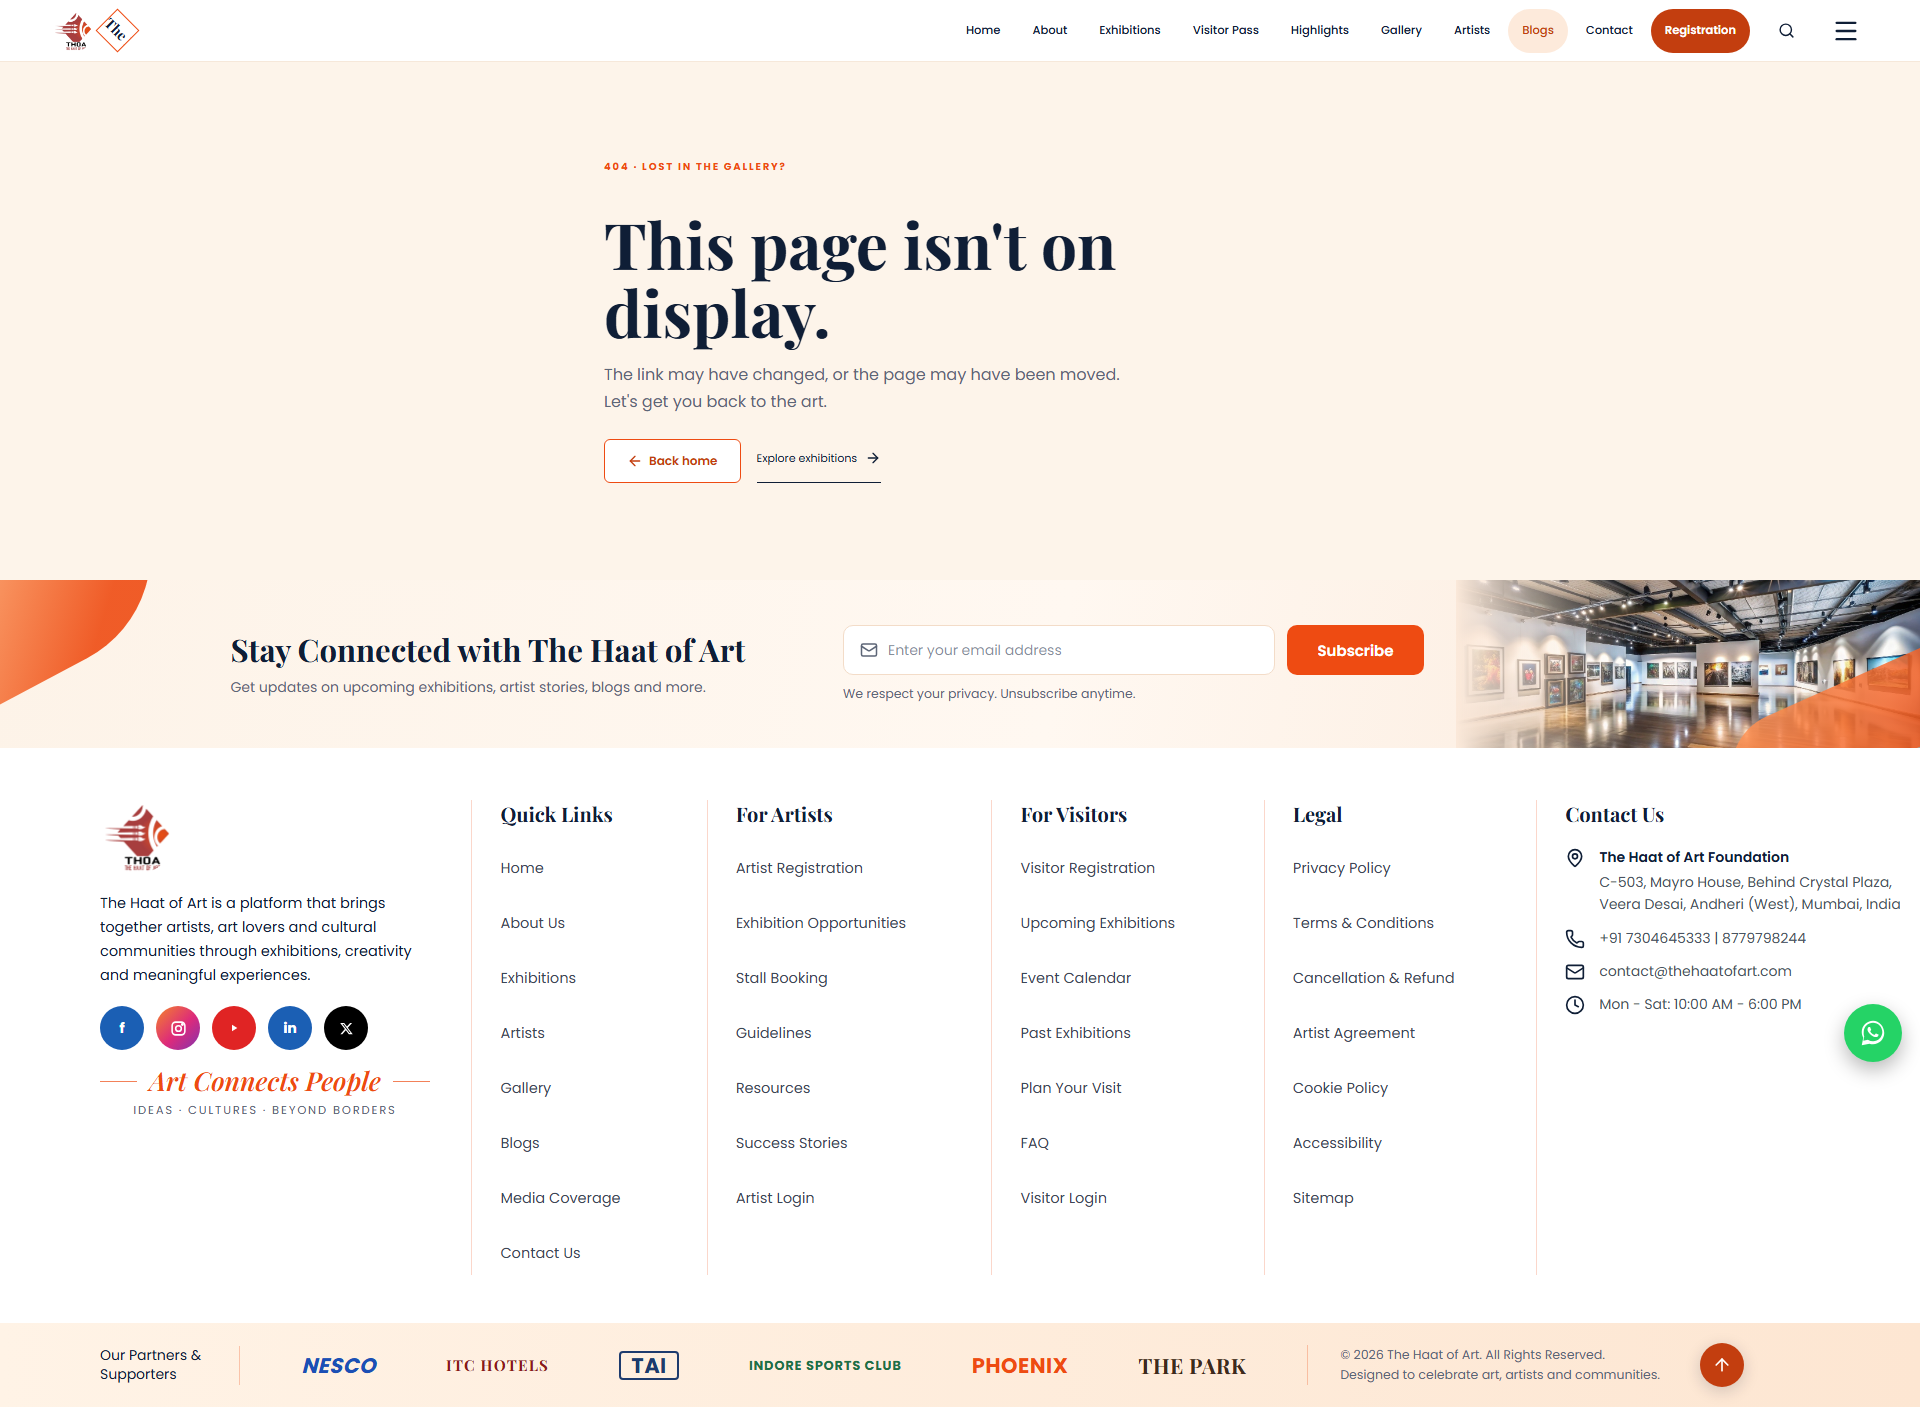 THOA
The
Home
About
Exhibitions
Visitor Pass
Highlights
Gallery
Artists
Blogs
Contact
Registration
404 · LOST IN THE GALLERY?
This page isn't on
display.
The link may have changed, or the page may have been moved.
Let's get you back to the art.
Back home
Explore exhibitions
Stay Connected with The Haat of Art
Get updates on upcoming exhibitions, artist stories, blogs and more.
Enter your email address
Subscribe
We respect your privacy. Unsubscribe anytime.
THOA
THE HAAT OF ART
The Haat of Art is a platform that brings
together artists, art lovers and cultural
communities through exhibitions, creativity
and meaningful experiences.
Art Connects People
IDEAS · CULTURES · BEYOND BORDERS
Quick Links
Home
About Us
Exhibitions
Artists
Gallery
Blogs
Media Coverage
Contact Us
For Artists
Artist Registration
Exhibition Opportunities
Stall Booking
Guidelines
Resources
Success Stories
Artist Login
For Visitors
Visitor Registration
Upcoming Exhibitions
Event Calendar
Past Exhibitions
Plan Your Visit
FAQ
Visitor Login
Legal
Privacy Policy
Terms & Conditions
Cancellation & Refund
Artist Agreement
Cookie Policy
Accessibility
Sitemap
Contact Us
The Haat of Art Foundation
C-503, Mayro House, Behind Crystal Plaza,
Veera Desai, Andheri (West), Mumbai, India
+91 7304645333 | 8779798244
contact@thehaatofart.com
Mon - Sat: 10:00 AM - 6:00 PM
Our Partners &
Supporters
NESCO
ITC HOTELS
TAI
INDORE SPORTS CLUB
PHOENIX
THE PARK
© 2026 The Haat of Art. All Rights Reserved.
Designed to celebrate art, artists and communities.